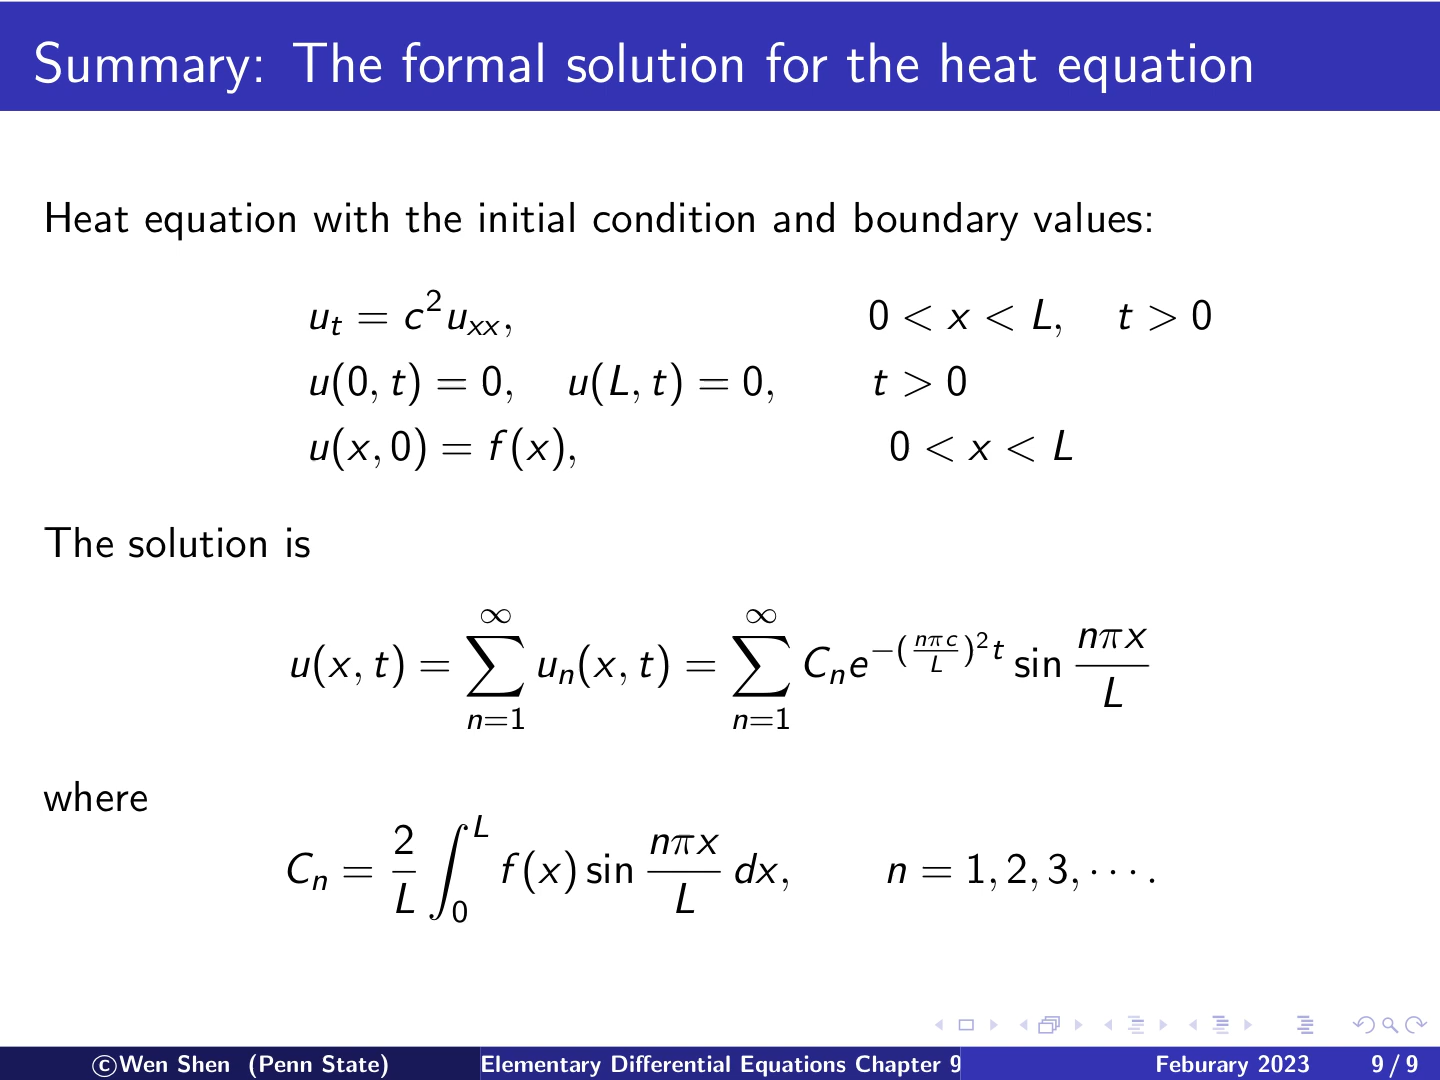 Summary: The formal solution for the heat equation
Heat equation with the initial condition and boundary values:
u_t = c^2 u_{xx}, 0 < x < L, t > 0
u(0, t) = 0, u(L, t) = 0, t > 0
u(x, 0) = f(x), 0 < x < L
The solution is
u(x, t) = \sum_{n=1}^{\infty} u_n(x, t) = \sum_{n=1}^{\infty} C_n e^{-(\frac{n\pi c}{L})^2 t} \sin \frac{n\pi x}{L}
where
C_n = \frac{2}{L} \int_0^L f(x) \sin \frac{n\pi x}{L} dx, n = 1, 2, 3, \cdots .
©Wen Shen (Penn State) Elementary Differential Equations Chapter 9 Feburary 2023 9 / 9